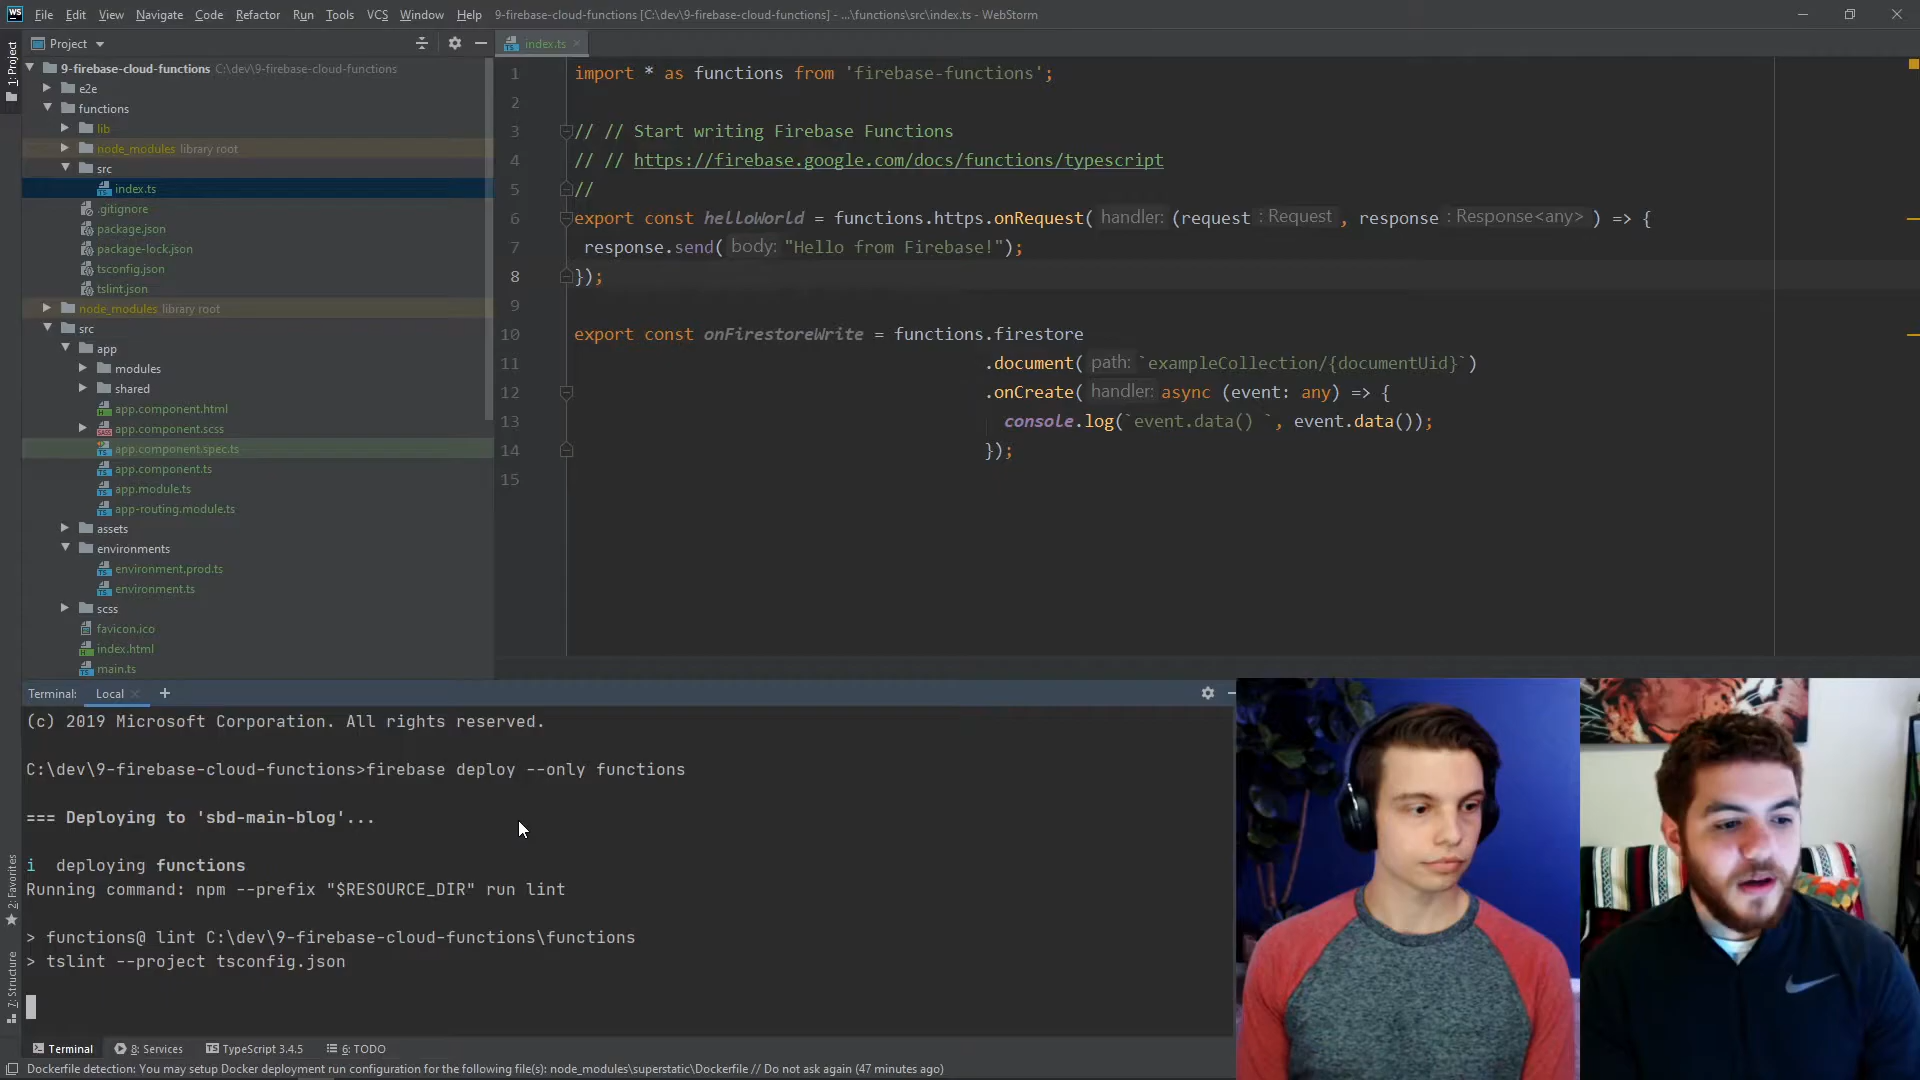 WS File Edit View Navigate Code Refactor Run Tools VCS Window Help 9-firebase-cloud-functions [C:\dev\9-firebase-cloud-functions] - ...\functions\src\index.ts - WebStorm
Project
1: Project
9-firebase-cloud-functions C:\dev\9-firebase-cloud-functions
e2e
functions
lib
node_modules library root
src
index.ts
.gitignore
package.json
package-lock.json
tsconfig.json
tslint.json
node_modules library root
src
app
modules
shared
app.component.html
app.component.scss
app.component.spec.ts
app.component.ts
app.module.ts
app-routing.module.ts
assets
environments
environment.prod.ts
environment.ts
scss
favicon.ico
index.html
main.ts
index.ts
1 import * as functions from 'firebase-functions';
2
3 // // Start writing Firebase Functions
4 // // https://firebase.google.com/docs/functions/typescript
5 //
6 export const helloWorld = functions.https.onRequest( handler: (request : Request , response : Response<any> ) => {
7 response.send( body: "Hello from Firebase!");
8 });
9
10 export const onFirestoreWrite = functions.firestore
11 .document( path: `exampleCollection/{documentUid}`)
12 .onCreate( handler: async (event: any) => {
13 console.log(`event.data() `, event.data());
14 });
15
Terminal: Local +
(c) 2019 Microsoft Corporation. All rights reserved.
C:\dev\9-firebase-cloud-functions>firebase deploy --only functions
=== Deploying to 'sbd-main-blog'...
i deploying functions
Running command: npm --prefix "$RESOURCE_DIR" run lint
> functions@ lint C:\dev\9-firebase-cloud-functions\functions
> tslint --project tsconfig.json
2: Favorites
7: Structure
Terminal 8: Services TypeScript 3.4.5 6: TODO
Dockerfile detection: You may setup Docker deployment run configuration for the following file(s): node_modules\superstatic\Dockerfile // Do not ask again (47 minutes ago)